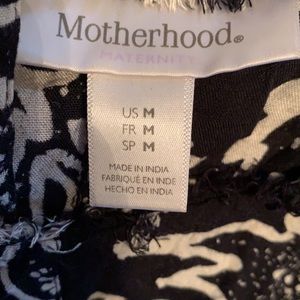 Motherhood®
MATERNITY
US M
FR M
SP M
MADE IN INDIA
FABRIQUÉ EN INDE
HECHO EN INDIA